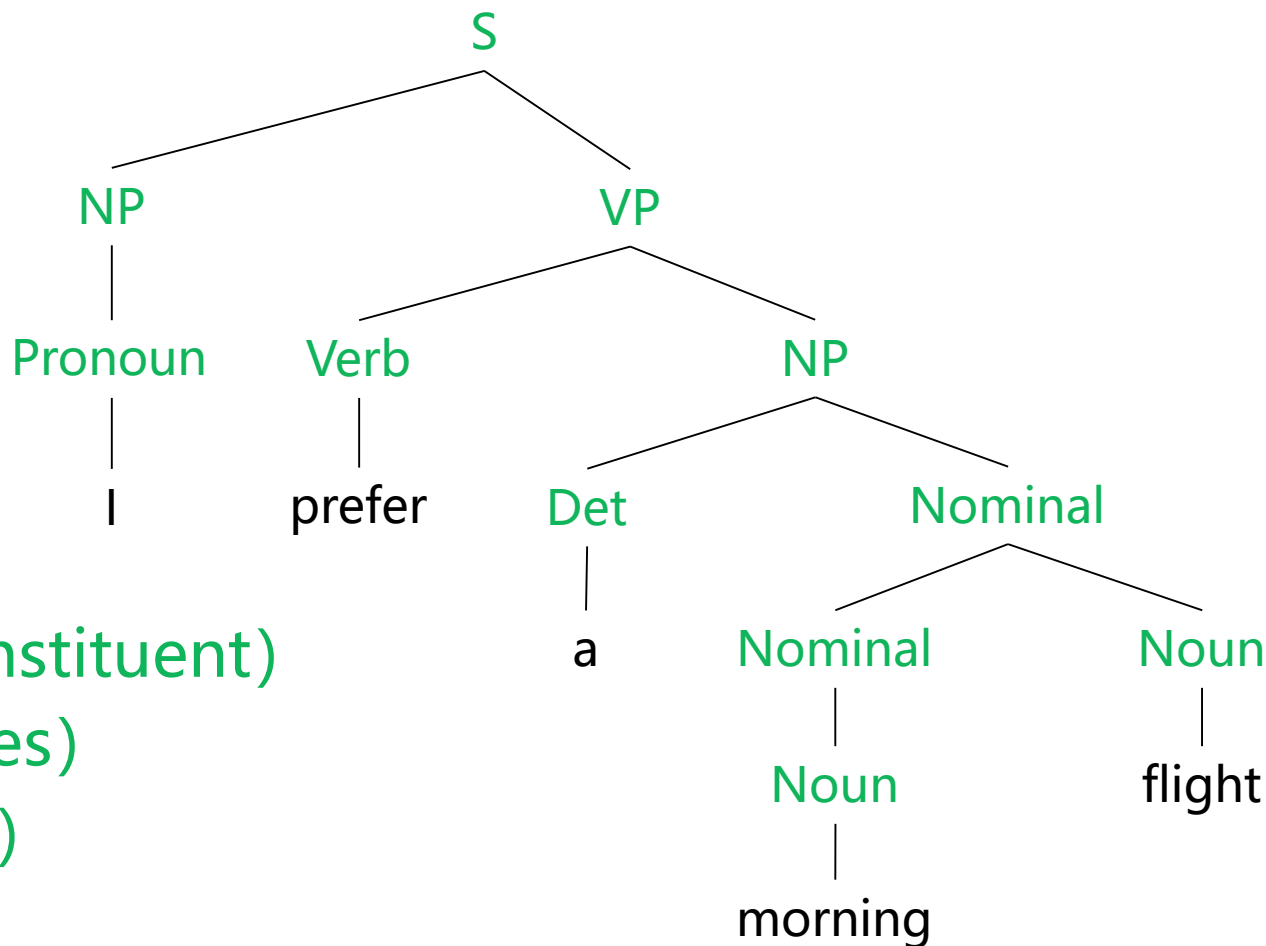 S
NP VP
Pronoun Verb NP
I prefer Det Nominal
nstituent) a Nominal Noun
es) Noun flight
)
morning